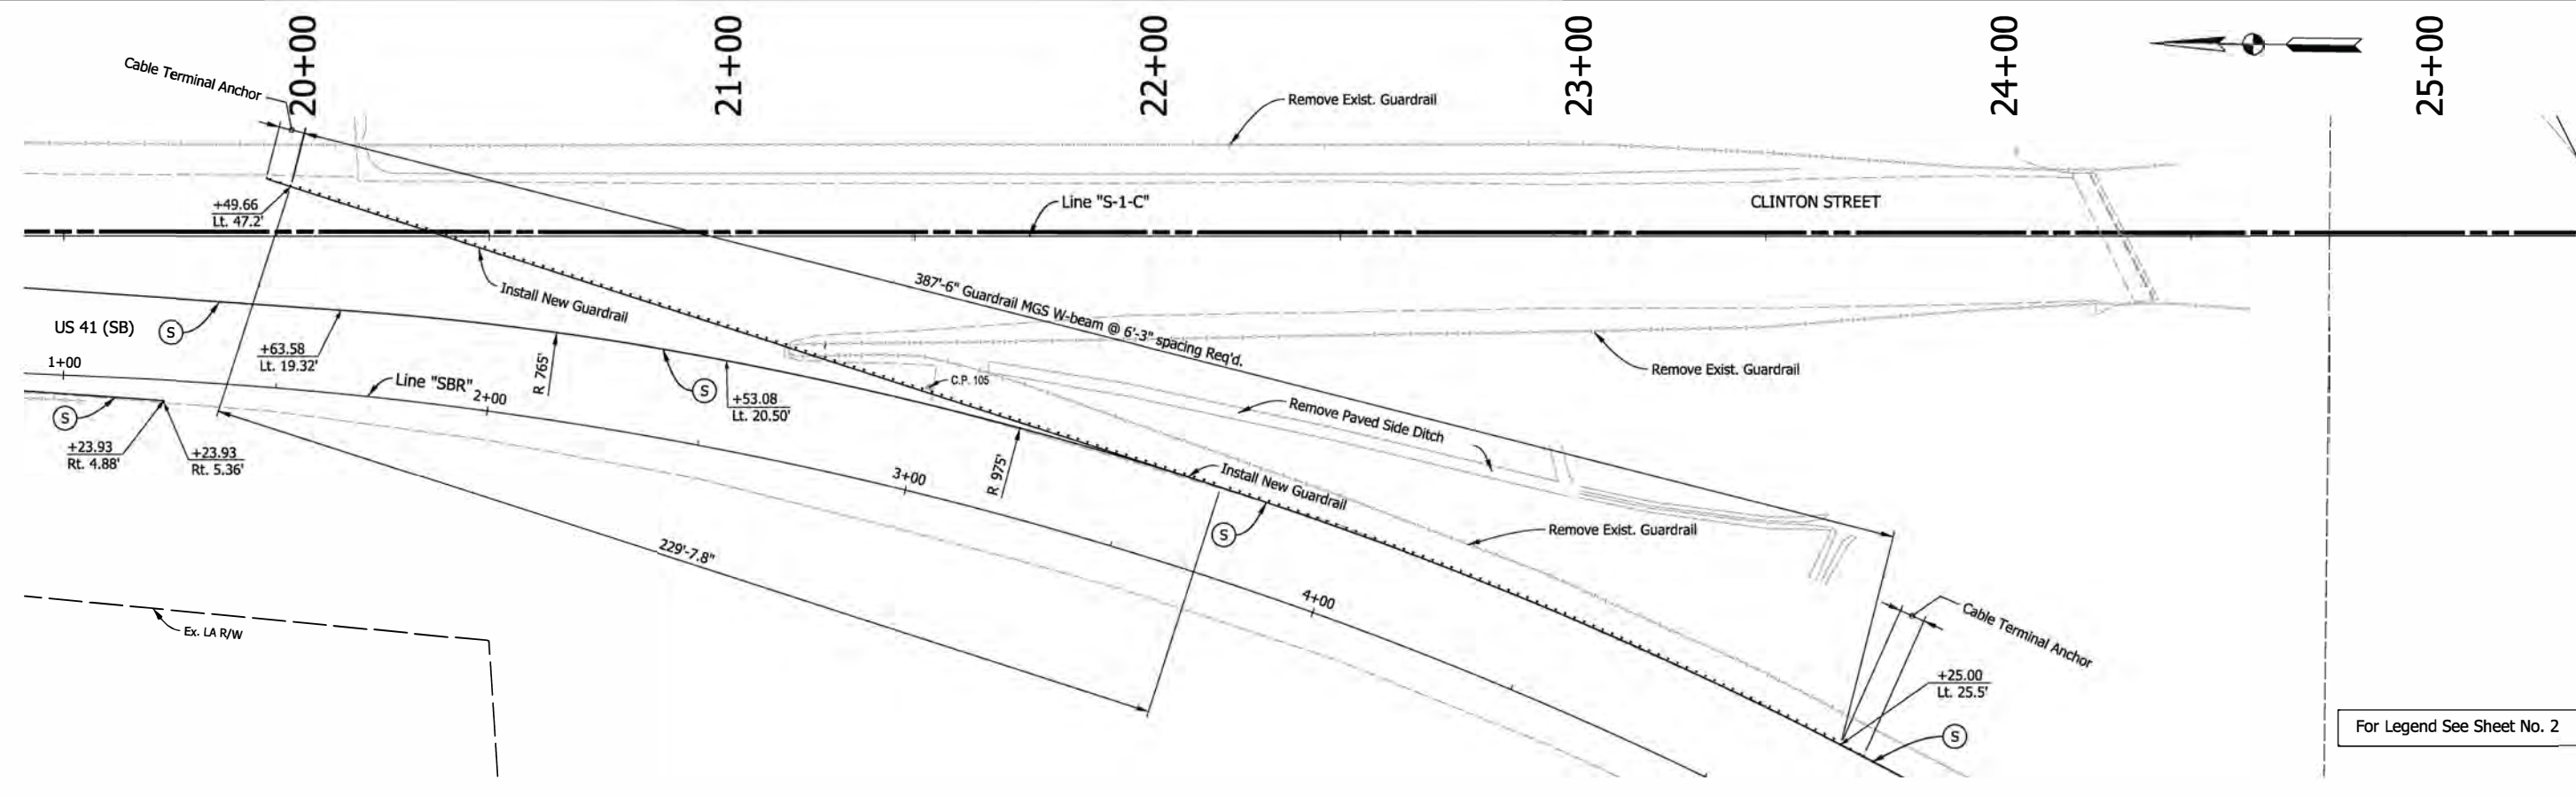 20+00
21+00
22+00
23+00
24+00
25+00
Cable Terminal Anchor
Remove Exist. Guardrail
+49.66
Lt. 47.2'
Line "S-1-C"
CLINTON STREET
Install New Guardrail
387'-6" Guardrail MGS W-beam @ 6'-3" spacing Req'd.
US 41 (SB)
S
+63.58
Lt. 19.32'
R 765'
S
+53.08
Lt. 20.50'
C.P. 105
Remove Exist. Guardrail
1+00
Line "SBR"
2+00
S
+23.93
Rt. 4.88'
+23.93
Rt. 5.36'
Remove Paved Side Ditch
3+00
R 975'
Install New Guardrail
S
Remove Exist. Guardrail
229'-7.8"
4+00
Cable Terminal Anchor
Ex. LA R/W
+25.00
Lt. 25.5'
S
For Legend See Sheet No. 2